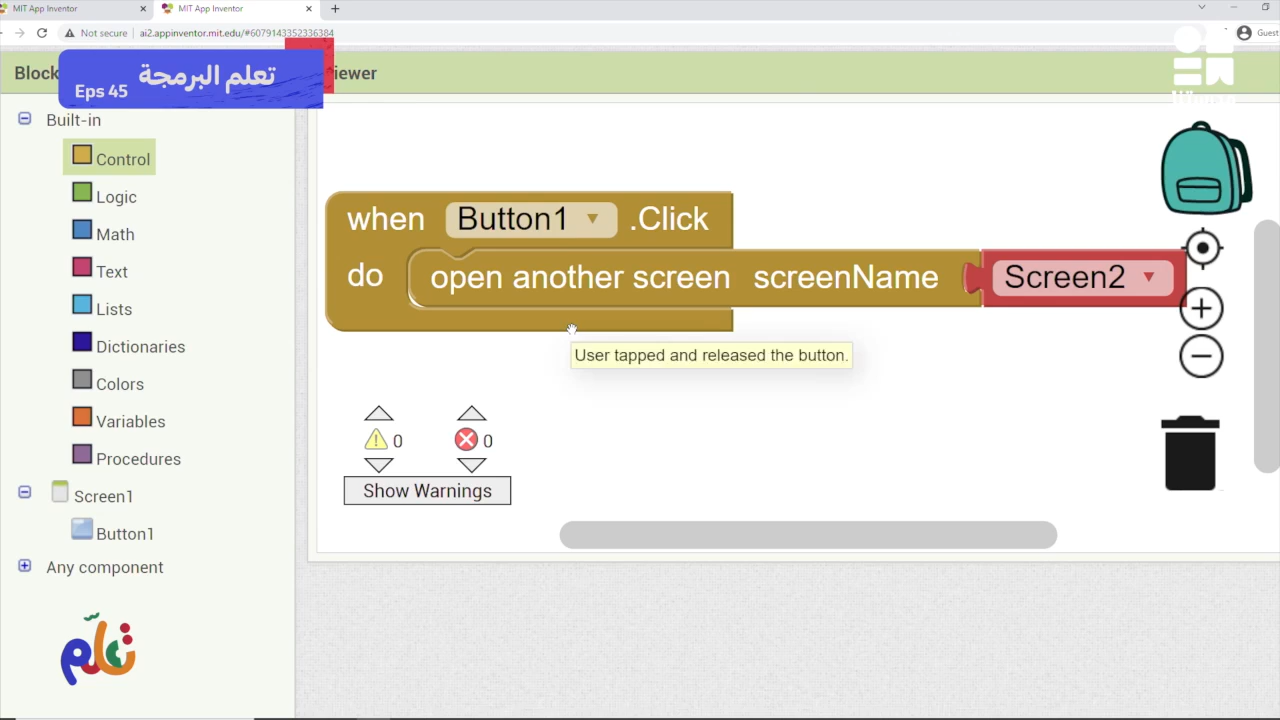 MIT App Inventor
MIT App Inventor
Not secure
ai2.appinventor.mit.edu/#6079143352336384
Guest
Block
تعلم البرمجة
Eps 45
iewer
Built-in
Control
Logic
Math
Text
Lists
Dictionaries
Colors
Variables
Procedures
Screen1
Button1
Any component
when Button1 .Click
do open another screen screenName Screen2
User tapped and released the button.
0
0
Show Warnings
نتعلم